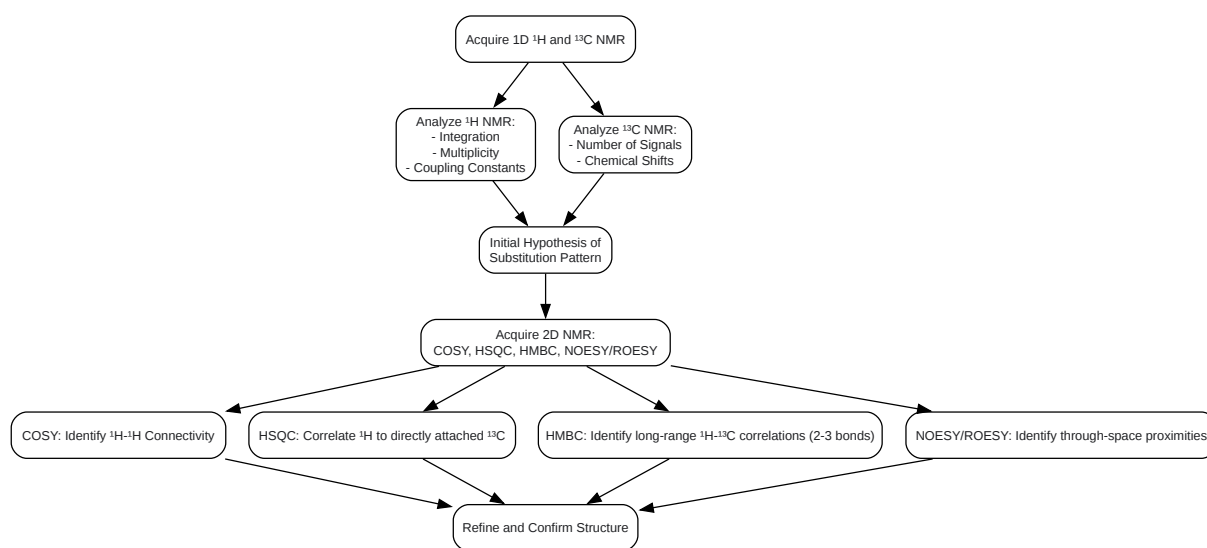 Acquire 1D ¹H and ¹³C NMR
Analyze ¹H NMR:
- Integration
- Multiplicity
- Coupling Constants
Analyze ¹³C NMR:
- Number of Signals
- Chemical Shifts
Initial Hypothesis of
Substitution Pattern
Acquire 2D NMR:
COSY, HSQC, HMBC, NOESY/ROESY
COSY: Identify ¹H-¹H Connectivity
HSQC: Correlate ¹H to directly attached ¹³C
HMBC: Identify long-range ¹H-¹³C correlations (2-3 bonds)
NOESY/ROESY: Identify through-space proximities
Refine and Confirm Structure